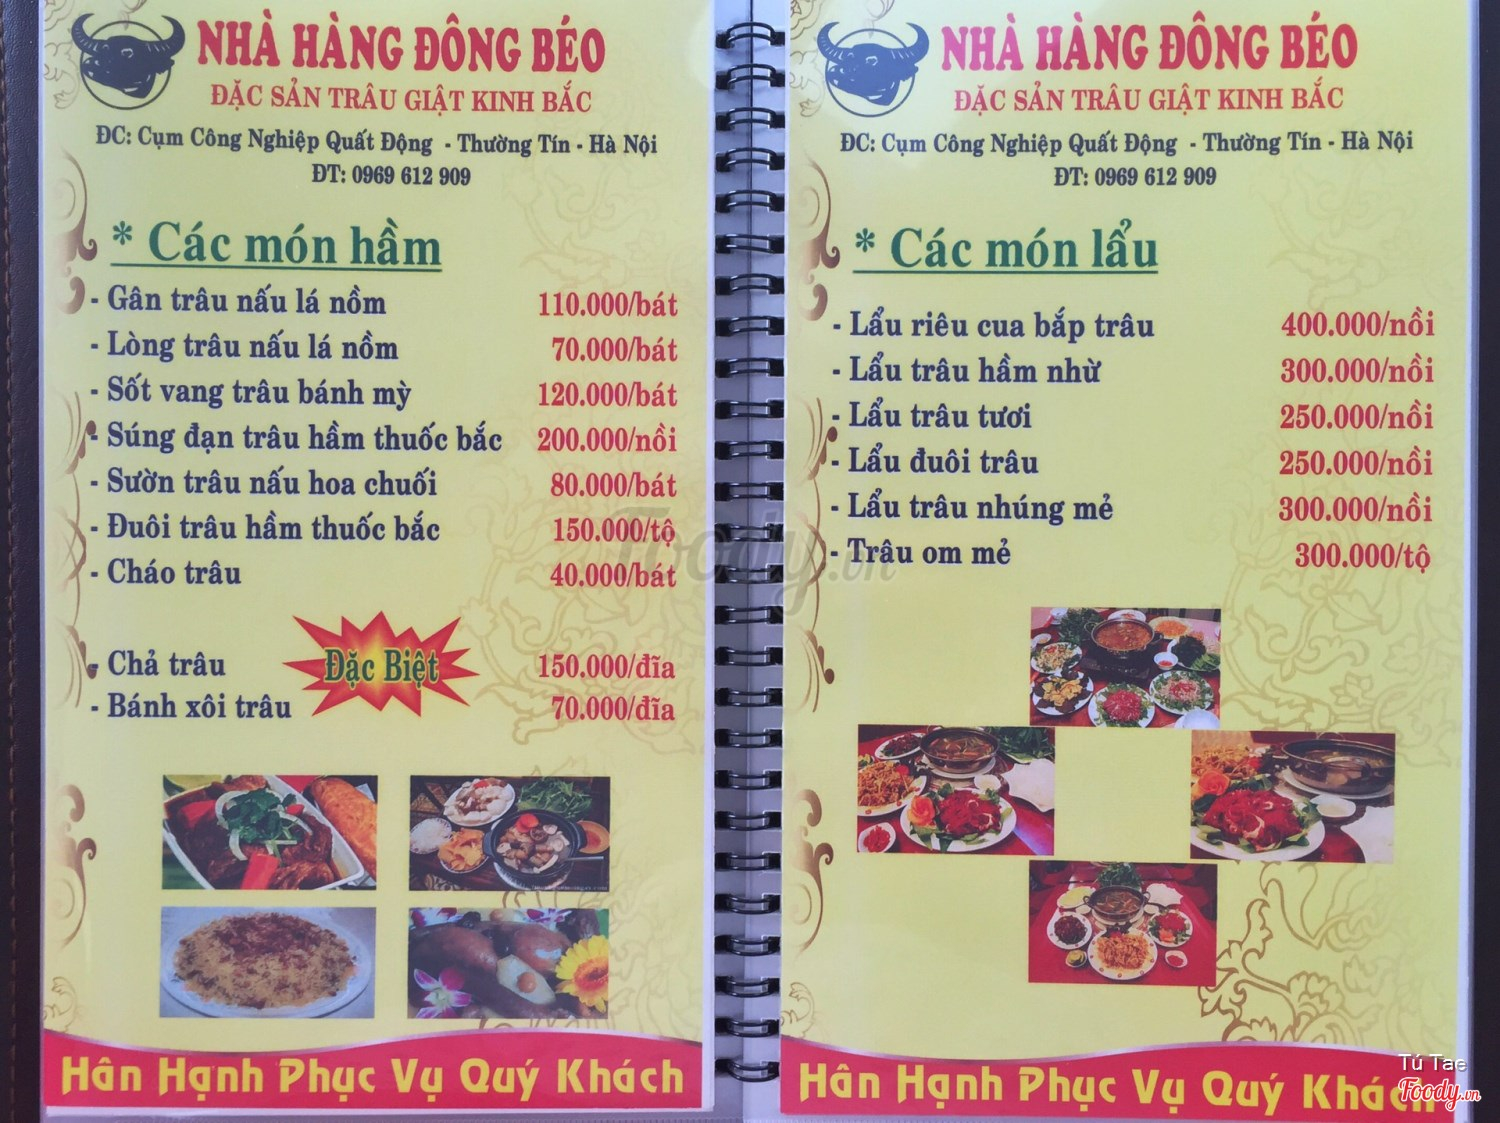 NHÀ HÀNG ĐÔNG BÉO
ĐẶC SẢN TRÂU GIẬT KINH BẮC
ĐC: Cụm Công Nghiệp Quất Động - Thường Tín - Hà Nội
ĐT: 0969 612 909
* Các món hầm
- Gân trâu nấu lá nồm 110.000/bát
- Lòng trâu nấu lá nồm 70.000/bát
- Sốt vang trâu bánh mỳ 120.000/bát
- Súng đạn trâu hầm thuốc bắc 200.000/nồi
- Sườn trâu nấu hoa chuối 80.000/bát
- Đuôi trâu hầm thuốc bắc 150.000/tộ
- Cháo trâu 40.000/bát
Đặc Biệt
- Chả trâu 150.000/đĩa
- Bánh xôi trâu 70.000/đĩa
Hân Hạnh Phục Vụ Quý Khách
NHÀ HÀNG ĐÔNG BÉO
ĐẶC SẢN TRÂU GIẬT KINH BẮC
ĐC: Cụm Công Nghiệp Quất Động - Thường Tín - Hà Nội
ĐT: 0969 612 909
* Các món lẩu
- Lẩu riêu cua bắp trâu 400.000/nồi
- Lẩu trâu hầm nhừ 300.000/nồi
- Lẩu trâu tươi 250.000/nồi
- Lẩu đuôi trâu 250.000/nồi
- Lẩu trâu nhúng mẻ 300.000/nồi
- Trâu om mẻ 300.000/tộ
Hân Hạnh Phục Vụ Quý Khách
Foody.vn
Tú Tae
Foody.vn